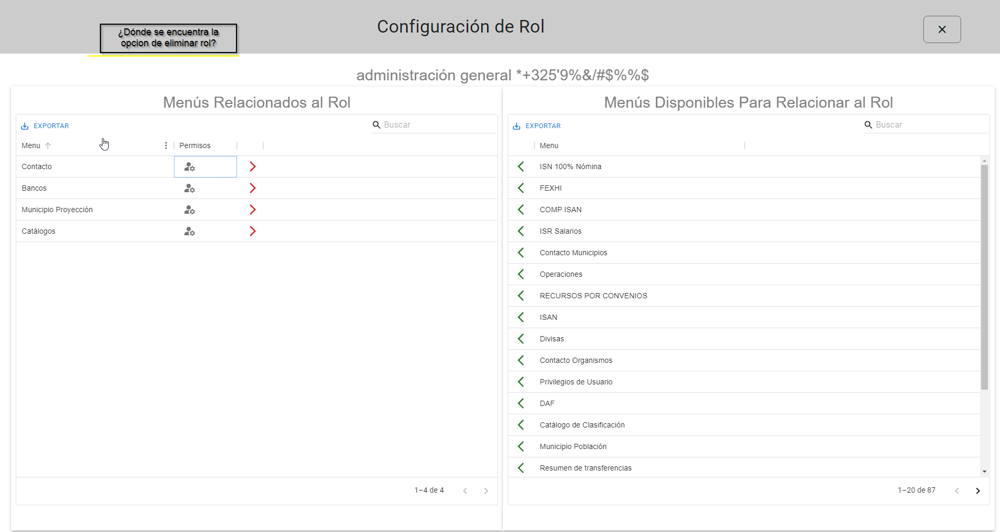 ¿Dónde se encuentra la
opcion de eliminar rol?
Configuración de Rol
administración general *+325'9%&/#$%%$
Menús Relacionados al Rol
EXPORTAR
Buscar
Menu
Permisos
Contacto
Bancos
Municipio Proyección
Catálogos
1–4 de 4
Menús Disponibles Para Relacionar al Rol
EXPORTAR
Buscar
Menu
ISN 100% Nómina
FEXHI
COMP ISAN
ISR Salarios
Contacto Municipios
Operaciones
RECURSOS POR CONVENIOS
ISAN
Divisas
Contacto Organismos
Privilegios de Usuario
DAF
Catálogo de Clasificación
Municipio Población
Resumen de transferencias
1–20 de 87